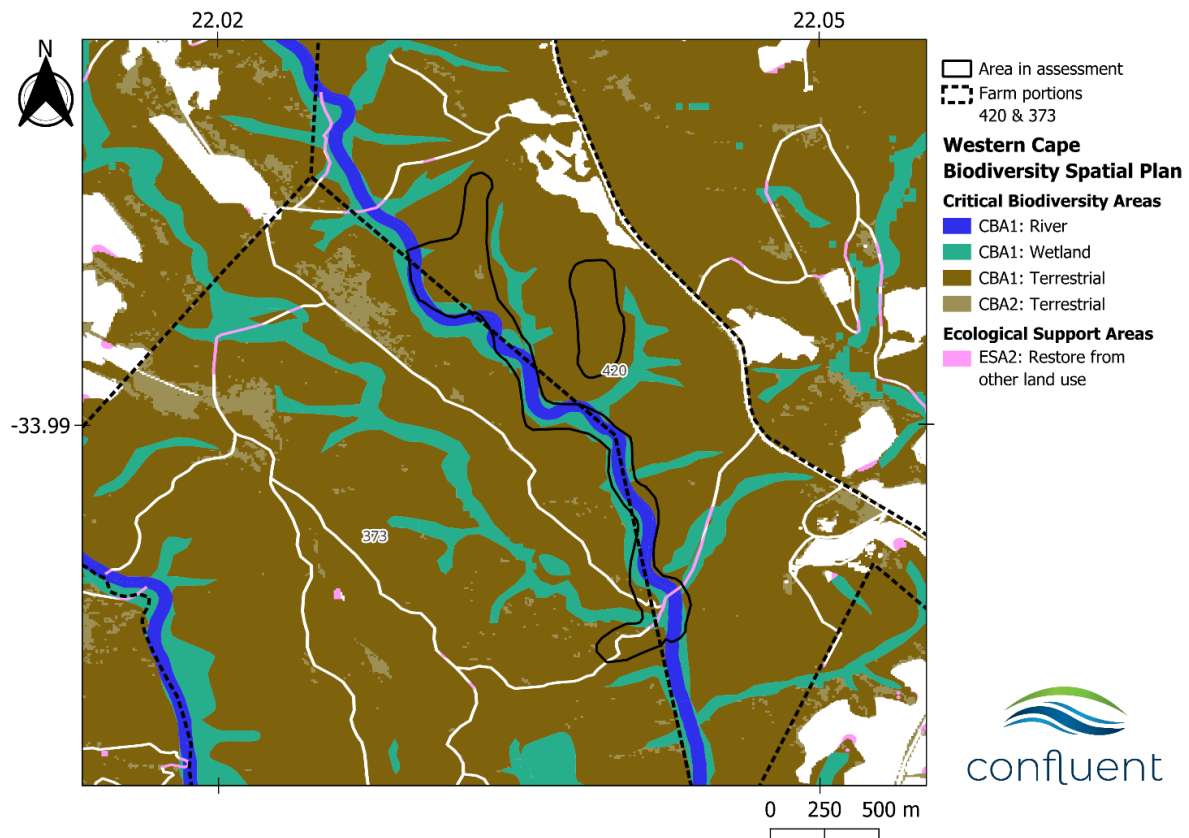 22.02
22.05
N
-33.99
420
373
Area in assessment
Farm portions
420 & 373
Western Cape
Biodiversity Spatial Plan
Critical Biodiversity Areas
CBA1: River
CBA1: Wetland
CBA1: Terrestrial
CBA2: Terrestrial
Ecological Support Areas
ESA2: Restore from
other land use
confluent
0 250 500 m